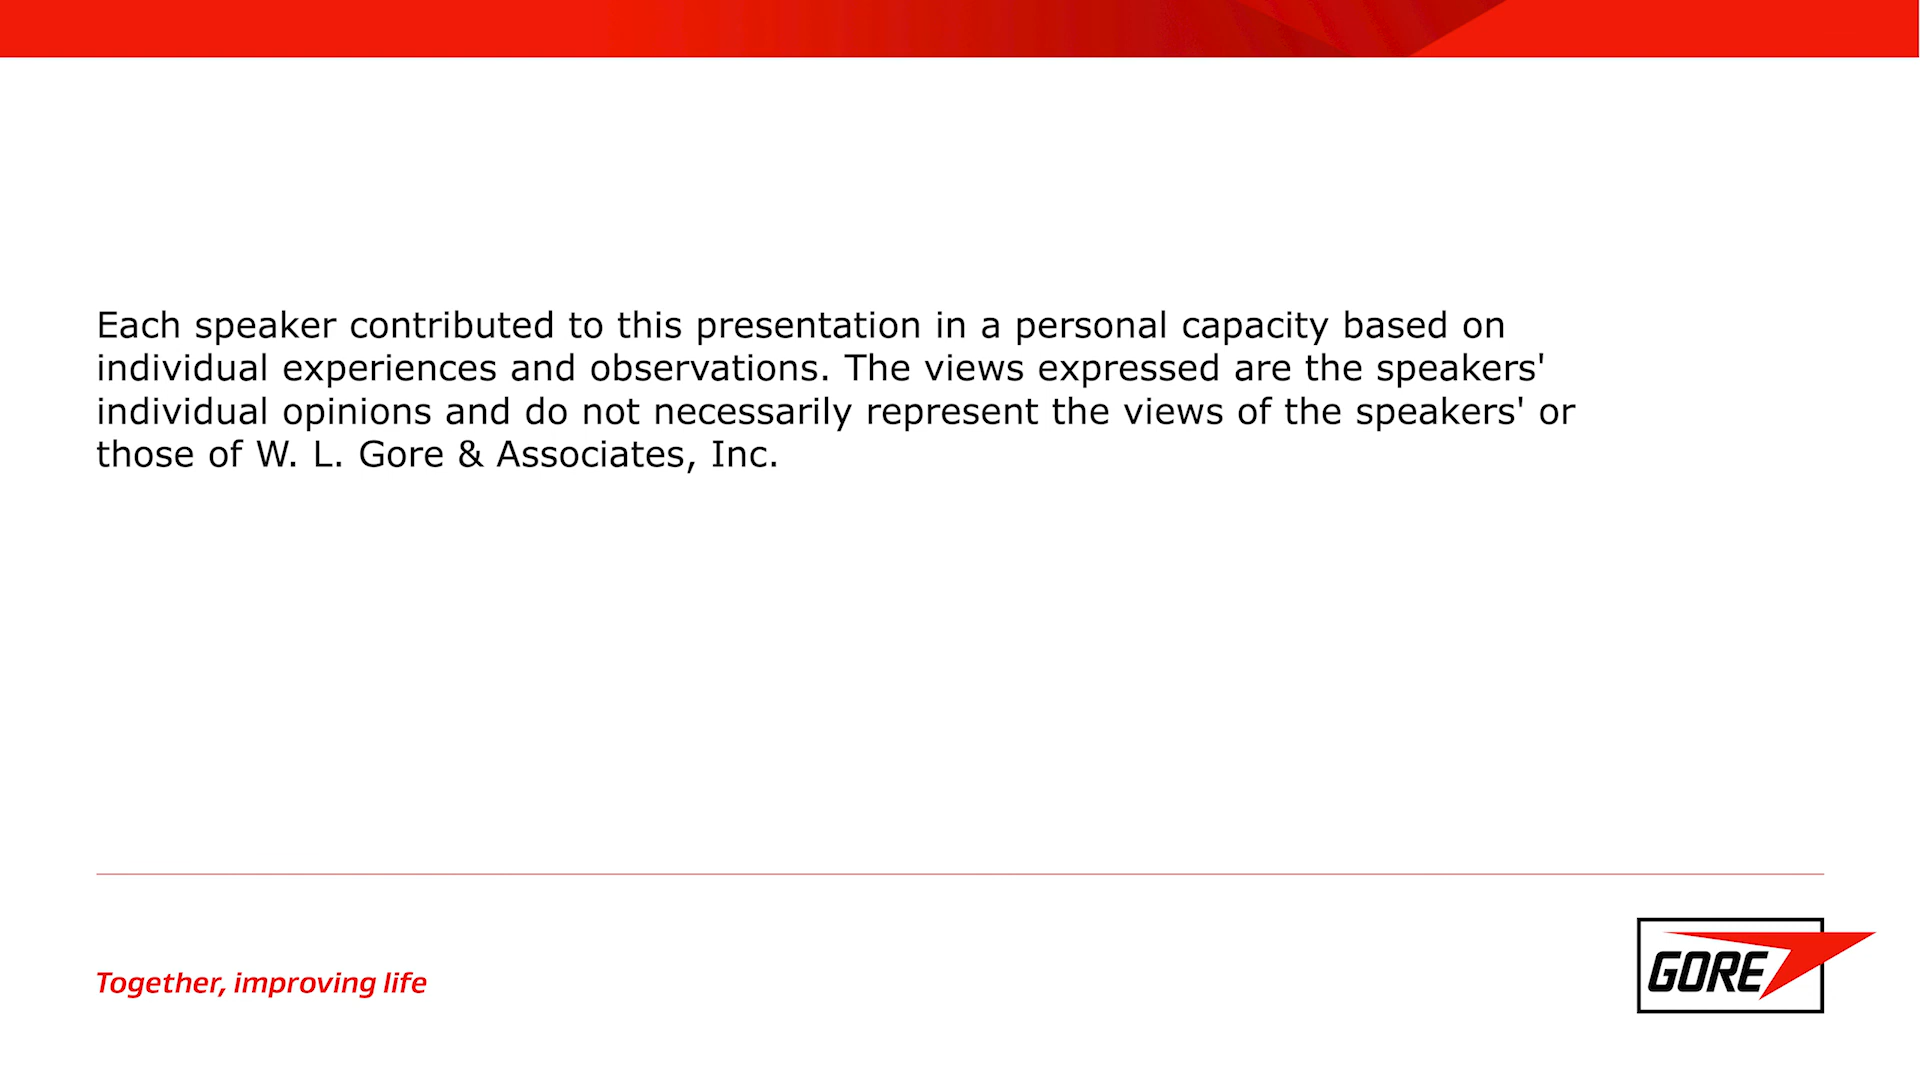 Each speaker contributed to this presentation in a personal capacity based on
individual experiences and observations. The views expressed are the speakers'
individual opinions and do not necessarily represent the views of the speakers' or
those of W. L. Gore & Associates, Inc.
Together, improving life
GORE